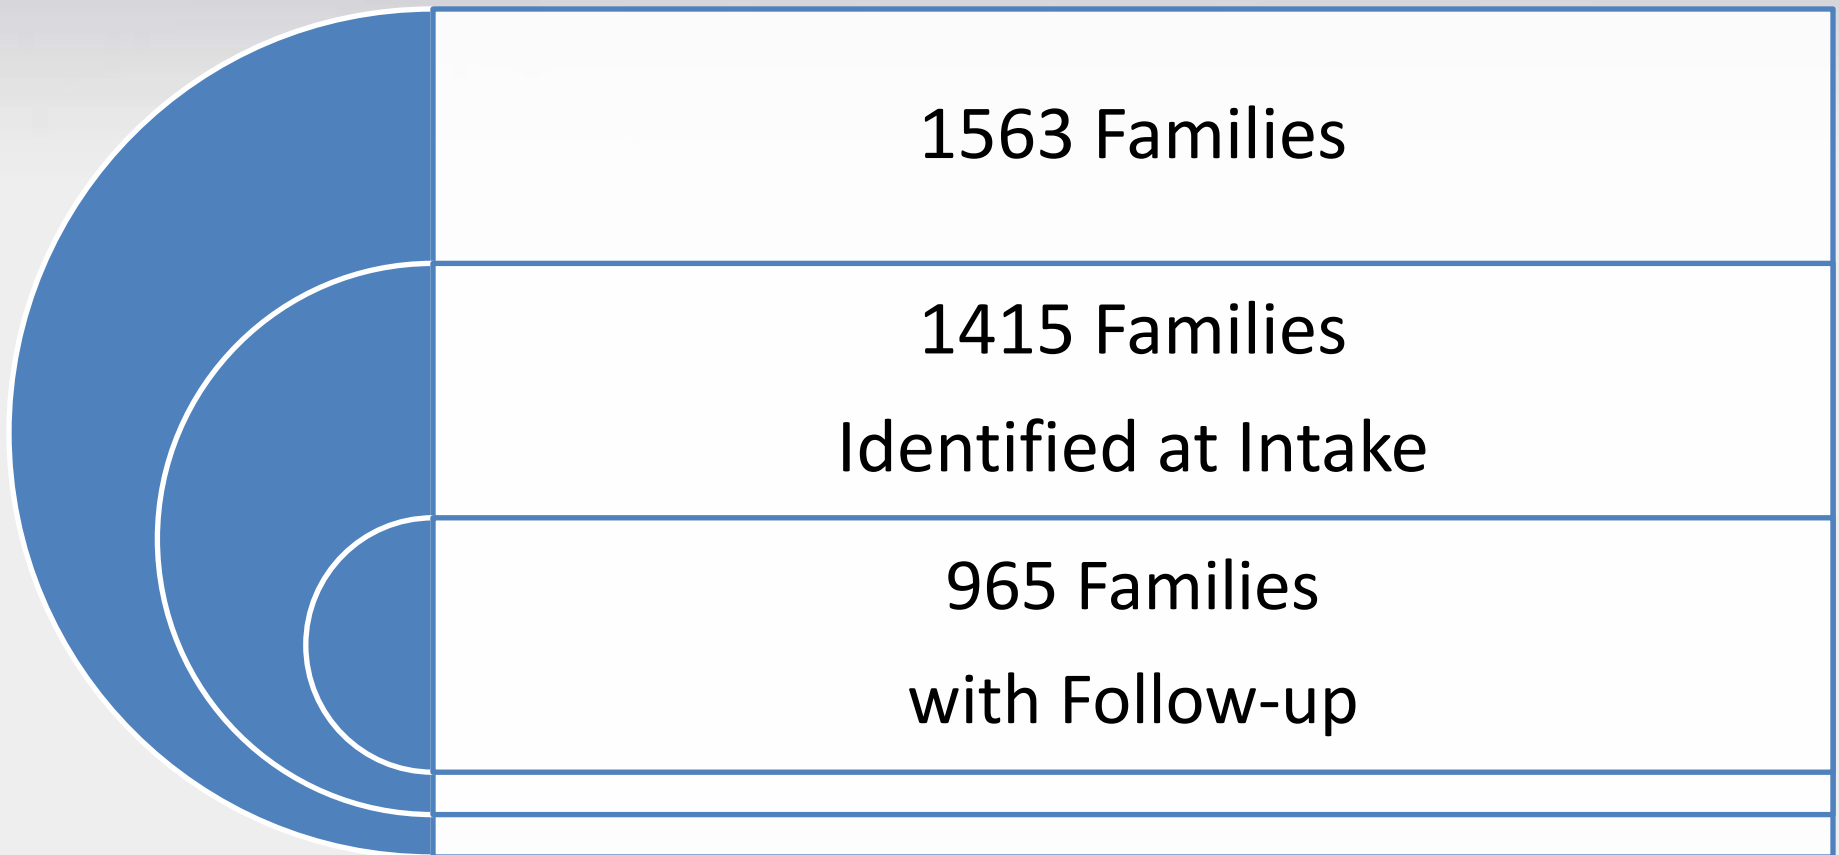 1563 Families
1415 Families
Identified at Intake
965 Families
with Follow-up